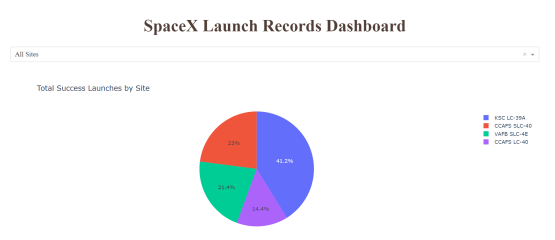 SpaceX Launch Records Dashboard
All Sites
Total Success Launches by Site
KSC LC-39A
CCAFS SLC-40
VAFB SLC-4E
CCAFS LC-40
23%
41.2%
21.4%
14.4%